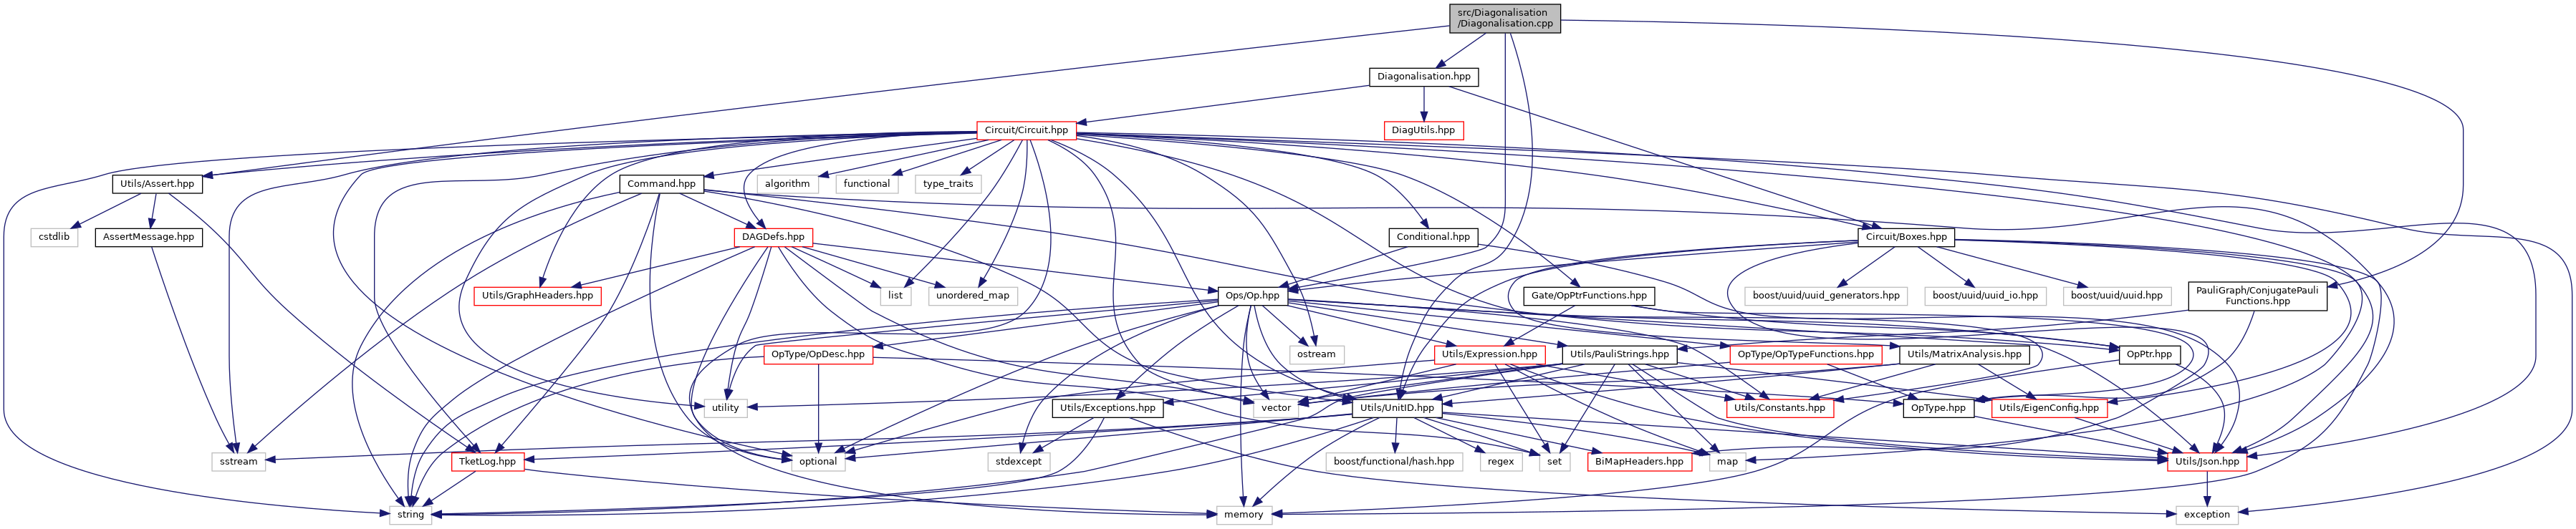 src/Diagonalisation
/Diagonalisation.cpp
Diagonalisation.hpp
Circuit/Circuit.hpp
DiagUtils.hpp
Utils/Assert.hpp
Command.hpp
algorithm
functional
type_traits
cstdlib
AssertMessage.hpp
DAGDefs.hpp
Conditional.hpp
Circuit/Boxes.hpp
Utils/GraphHeaders.hpp
list
unordered_map
Ops/Op.hpp
Gate/OpPtrFunctions.hpp
boost/uuid/uuid_generators.hpp
boost/uuid/uuid_io.hpp
boost/uuid/uuid.hpp
PauliGraph/ConjugatePauli
Functions.hpp
OpType/OpDesc.hpp
ostream
Utils/Expression.hpp
Utils/PauliStrings.hpp
OpType/OpTypeFunctions.hpp
Utils/MatrixAnalysis.hpp
OpPtr.hpp
utility
Utils/Exceptions.hpp
vector
Utils/UnitID.hpp
Utils/Constants.hpp
OpType.hpp
Utils/EigenConfig.hpp
sstream
TketLog.hpp
optional
stdexcept
boost/functional/hash.hpp
regex
set
BiMapHeaders.hpp
map
Utils/Json.hpp
string
memory
exception